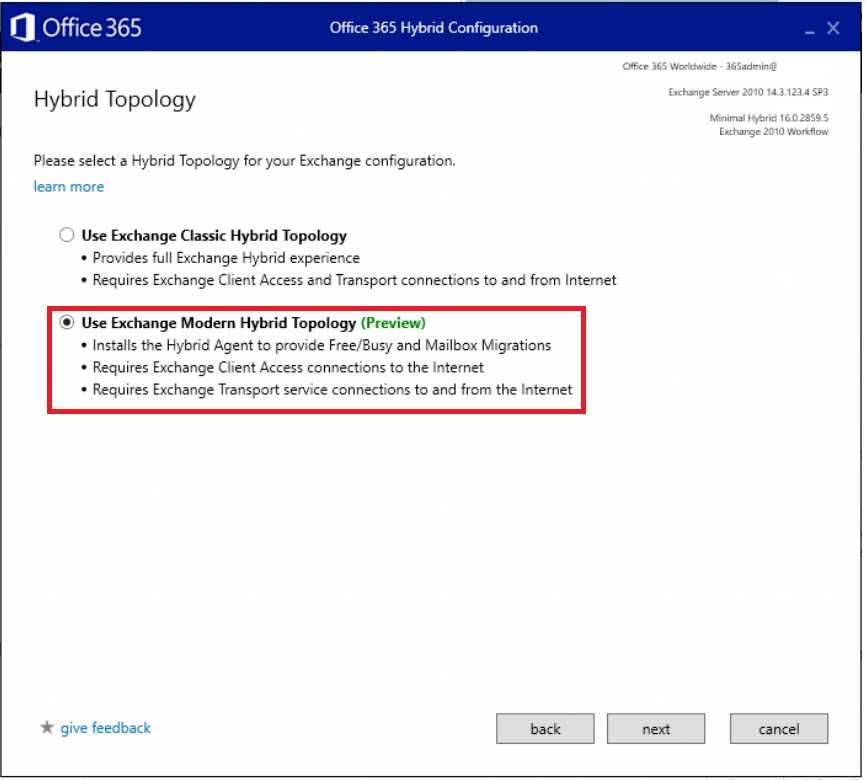 Office 365
Office 365 Hybrid Configuration
Office 365 Worldwide - 365admin@
Hybrid Topology
Exchange Server 2010 14.3.123.4 SP3
Minimal Hybrid 16.0.2859.5
Exchange 2010 Workflow
Please select a Hybrid Topology for your Exchange configuration.
learn more
Use Exchange Classic Hybrid Topology
• Provides full Exchange Hybrid experience
• Requires Exchange Client Access and Transport connections to and from Internet
Use Exchange Modern Hybrid Topology (Preview)
• Installs the Hybrid Agent to provide Free/Busy and Mailbox Migrations
• Requires Exchange Client Access connections to the Internet
• Requires Exchange Transport service connections to and from the Internet
give feedback
back
next
cancel